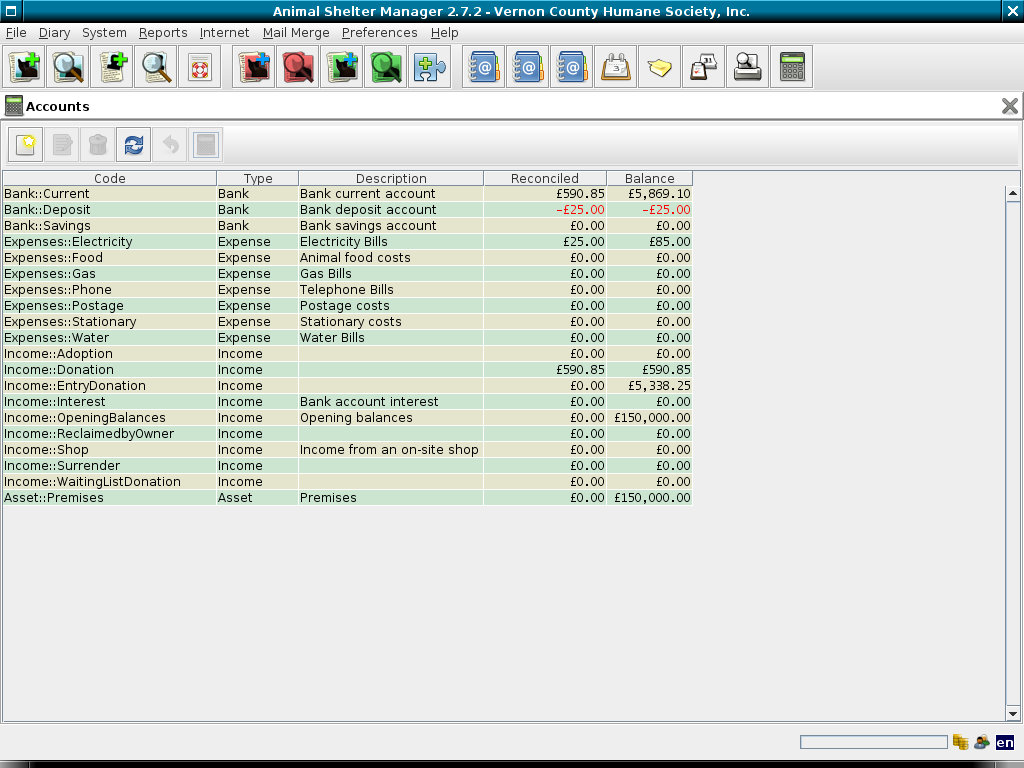 Animal Shelter Manager 2.7.2 - Vernon County Humane Society, Inc.
File Diary System Reports Internet Mail Merge Preferences Help
Accounts
Code Type Description Reconciled Balance
Bank::Current Bank Bank current account £590.85 £5,869.10
Bank::Deposit Bank Bank deposit account -£25.00 -£25.00
Bank::Savings Bank Bank savings account £0.00 £0.00
Expenses::Electricity Expense Electricity Bills £25.00 £85.00
Expenses::Food Expense Animal food costs £0.00 £0.00
Expenses::Gas Expense Gas Bills £0.00 £0.00
Expenses::Phone Expense Telephone Bills £0.00 £0.00
Expenses::Postage Expense Postage costs £0.00 £0.00
Expenses::Stationary Expense Stationary costs £0.00 £0.00
Expenses::Water Expense Water Bills £0.00 £0.00
Income::Adoption Income £0.00 £0.00
Income::Donation Income £590.85 £590.85
Income::EntryDonation Income £0.00 £5,338.25
Income::Interest Income Bank account interest £0.00 £0.00
Income::OpeningBalances Income Opening balances £0.00 £150,000.00
Income::ReclaimedbyOwner Income £0.00 £0.00
Income::Shop Income Income from an on-site shop £0.00 £0.00
Income::Surrender Income £0.00 £0.00
Income::WaitingListDonation Income £0.00 £0.00
Asset::Premises Asset Premises £0.00 £150,000.00
en